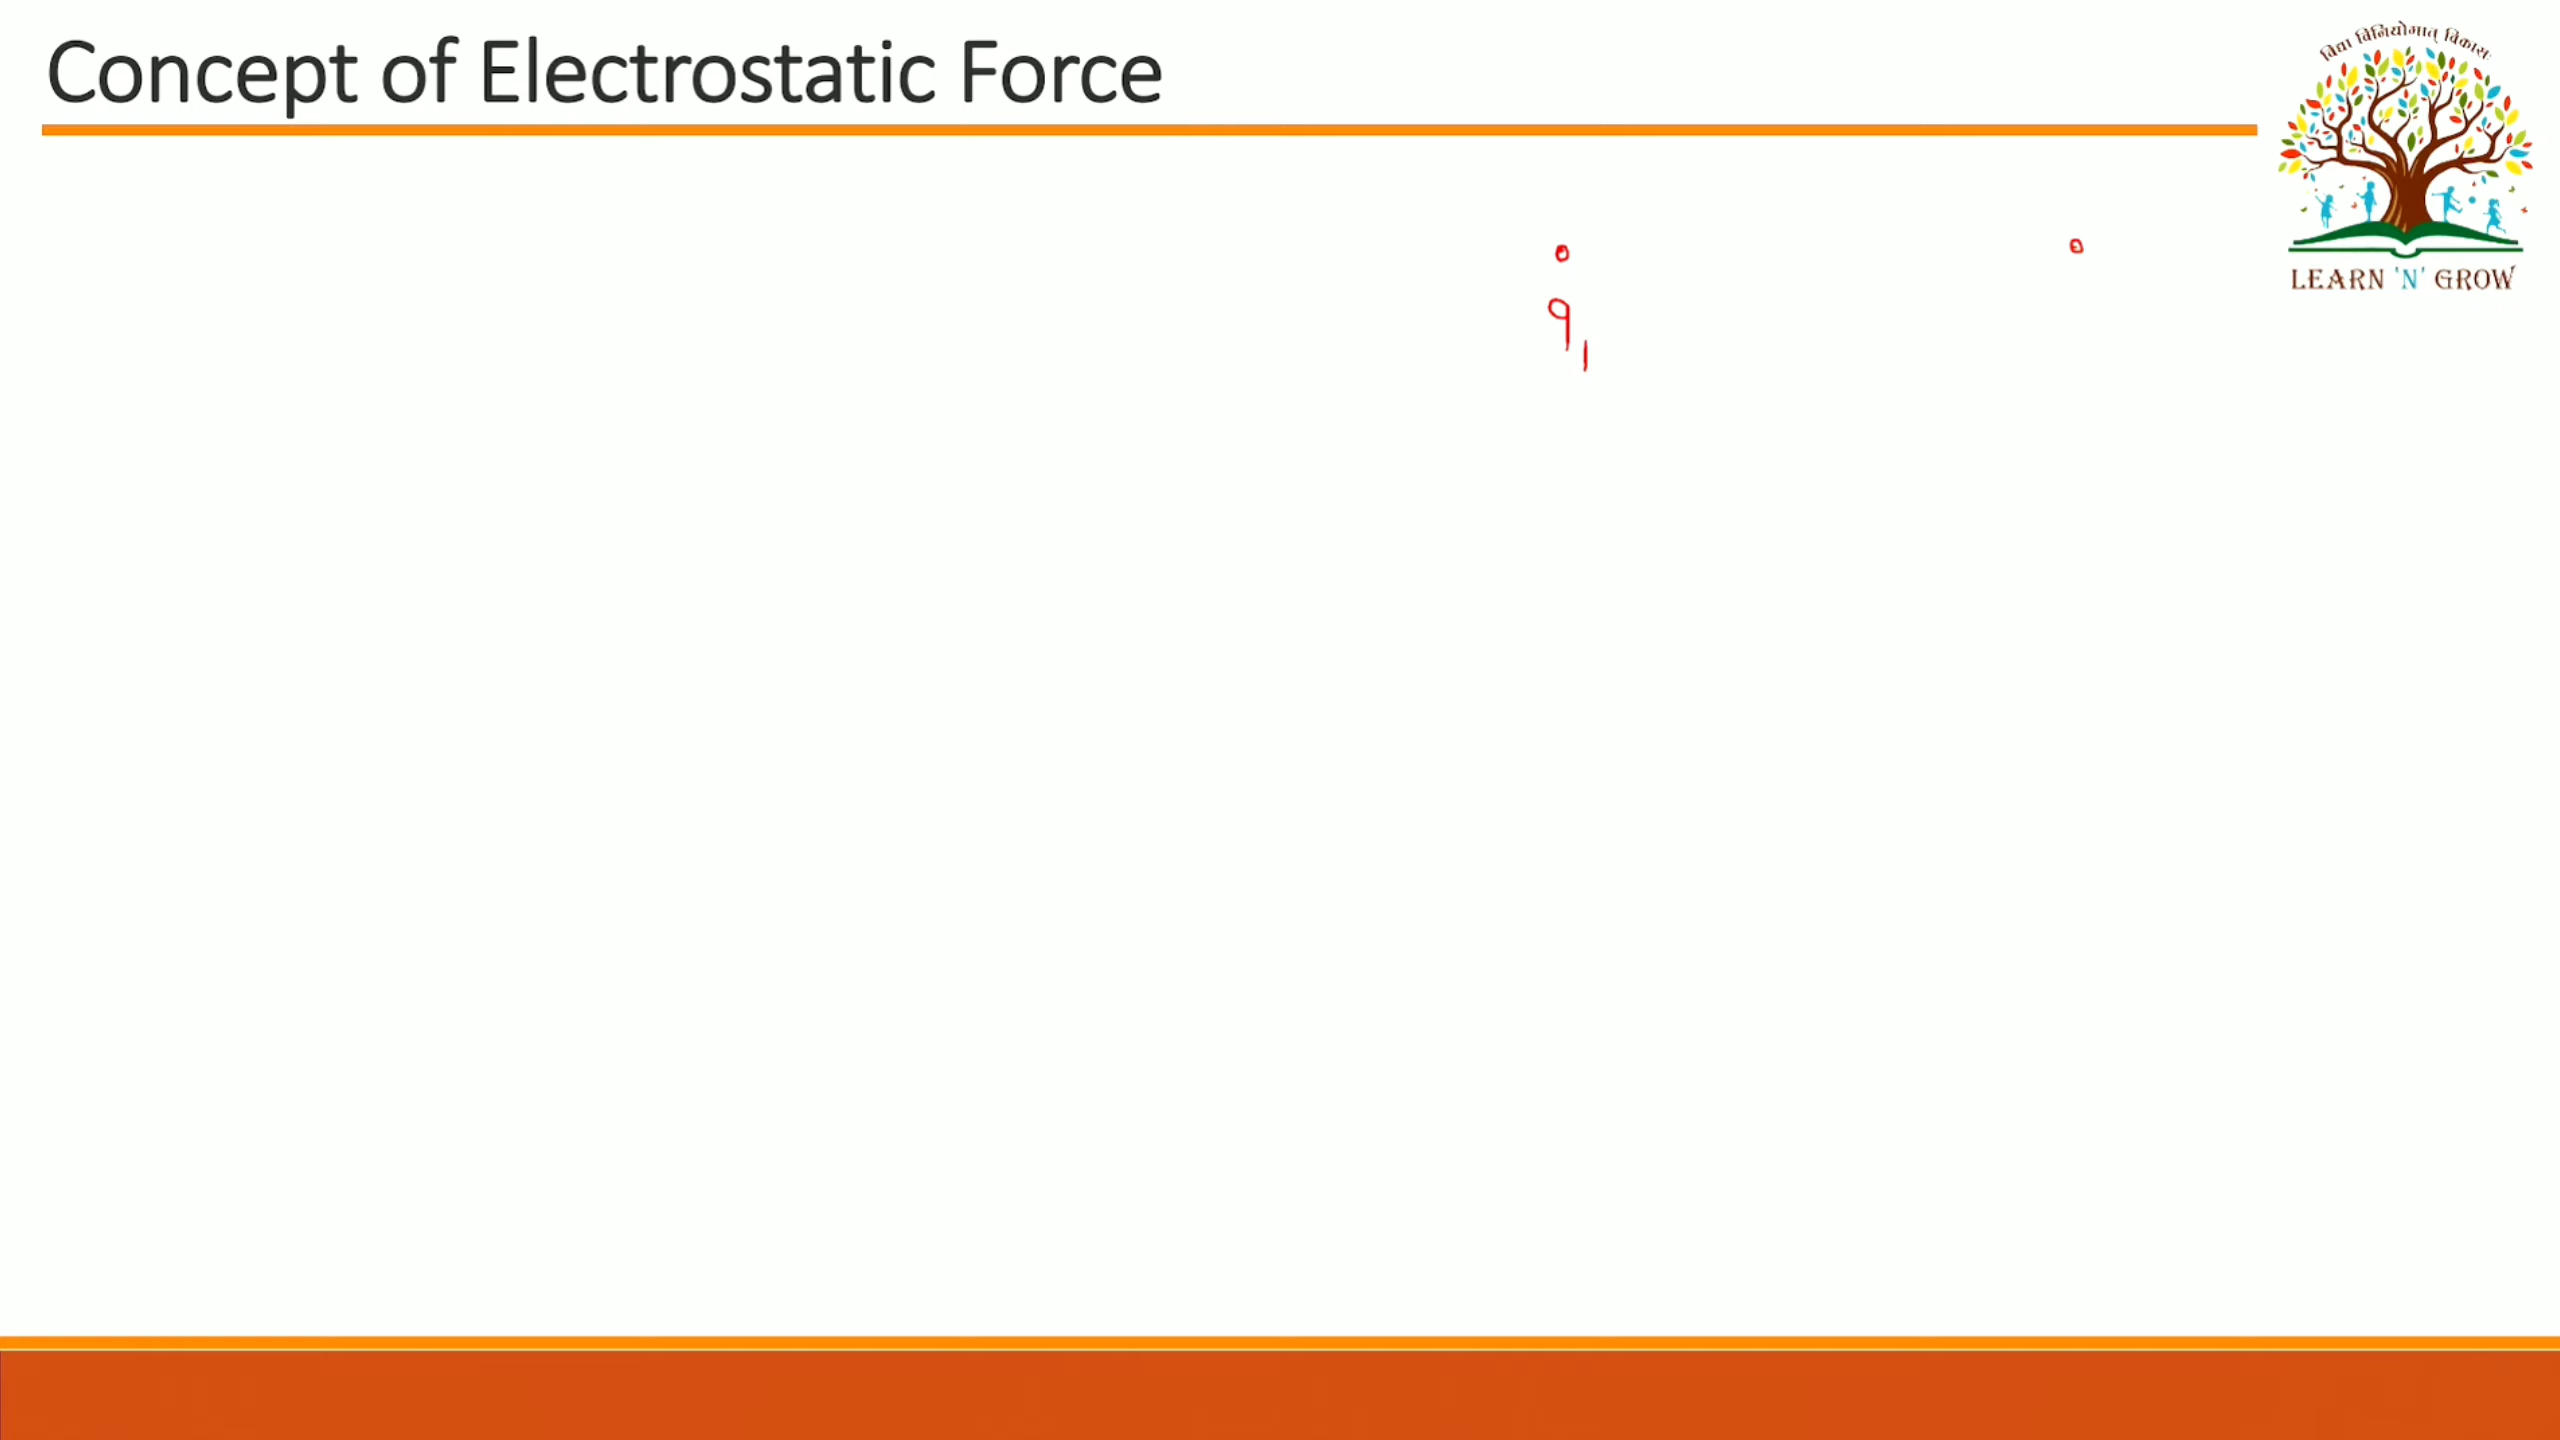 Concept of Electrostatic Force
विद्या विनियोगात् विकासः
LEARN 'N' GROW
q1